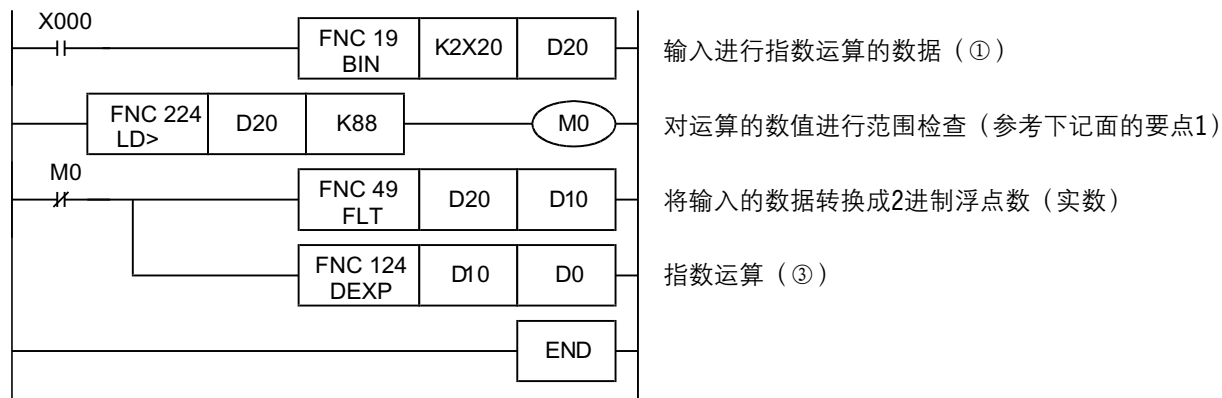 X000
FNC 19
BIN
K2X20
D20
输入进行指数运算的数据（①）
FNC 224
LD>
D20
K88
M0
对运算的数值进行范围检查（参考下记面的要点1）
M0
FNC 49
FLT
D20
D10
将输入的数据转换成2进制浮点数（实数）
FNC 124
DEXP
D10
D0
指数运算（③）
END